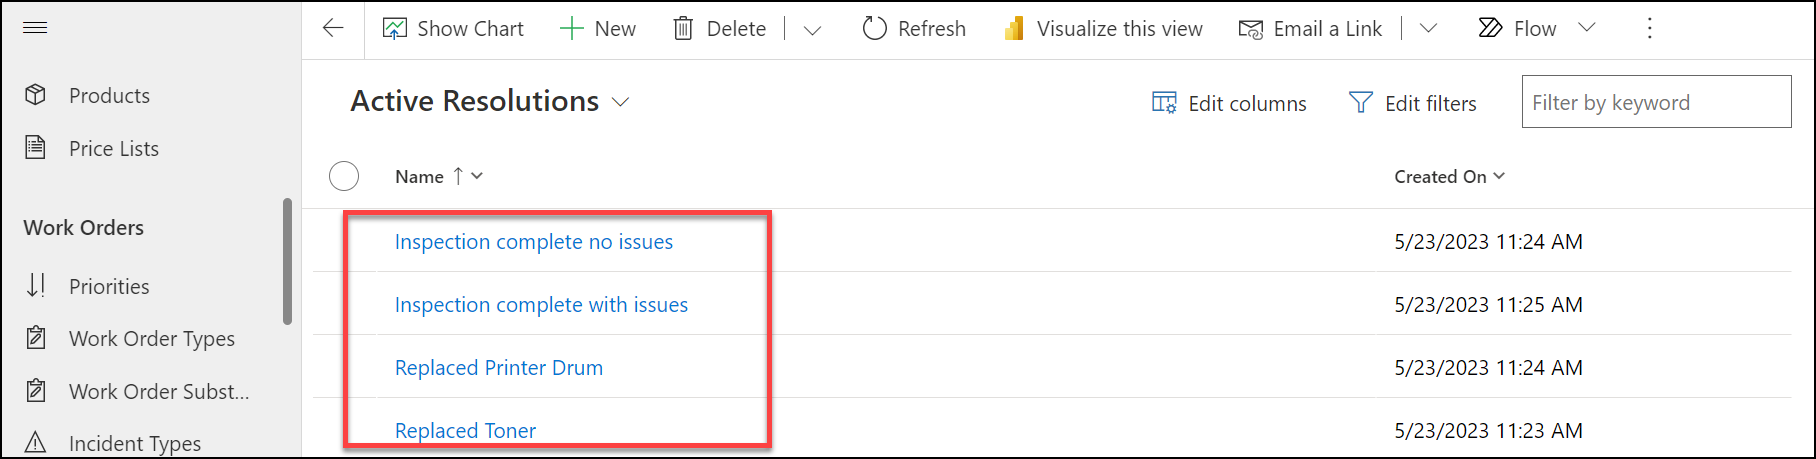 Show Chart
New
Delete
Refresh
Visualize this view
Email a Link
Flow
Products
Price Lists
Work Orders
Priorities
Work Order Types
Work Order Subst...
Incident Types
Active Resolutions
Edit columns
Edit filters
Filter by keyword
Name
Created On
Inspection complete no issues
5/23/2023 11:24 AM
Inspection complete with issues
5/23/2023 11:25 AM
Replaced Printer Drum
5/23/2023 11:24 AM
Replaced Toner
5/23/2023 11:23 AM